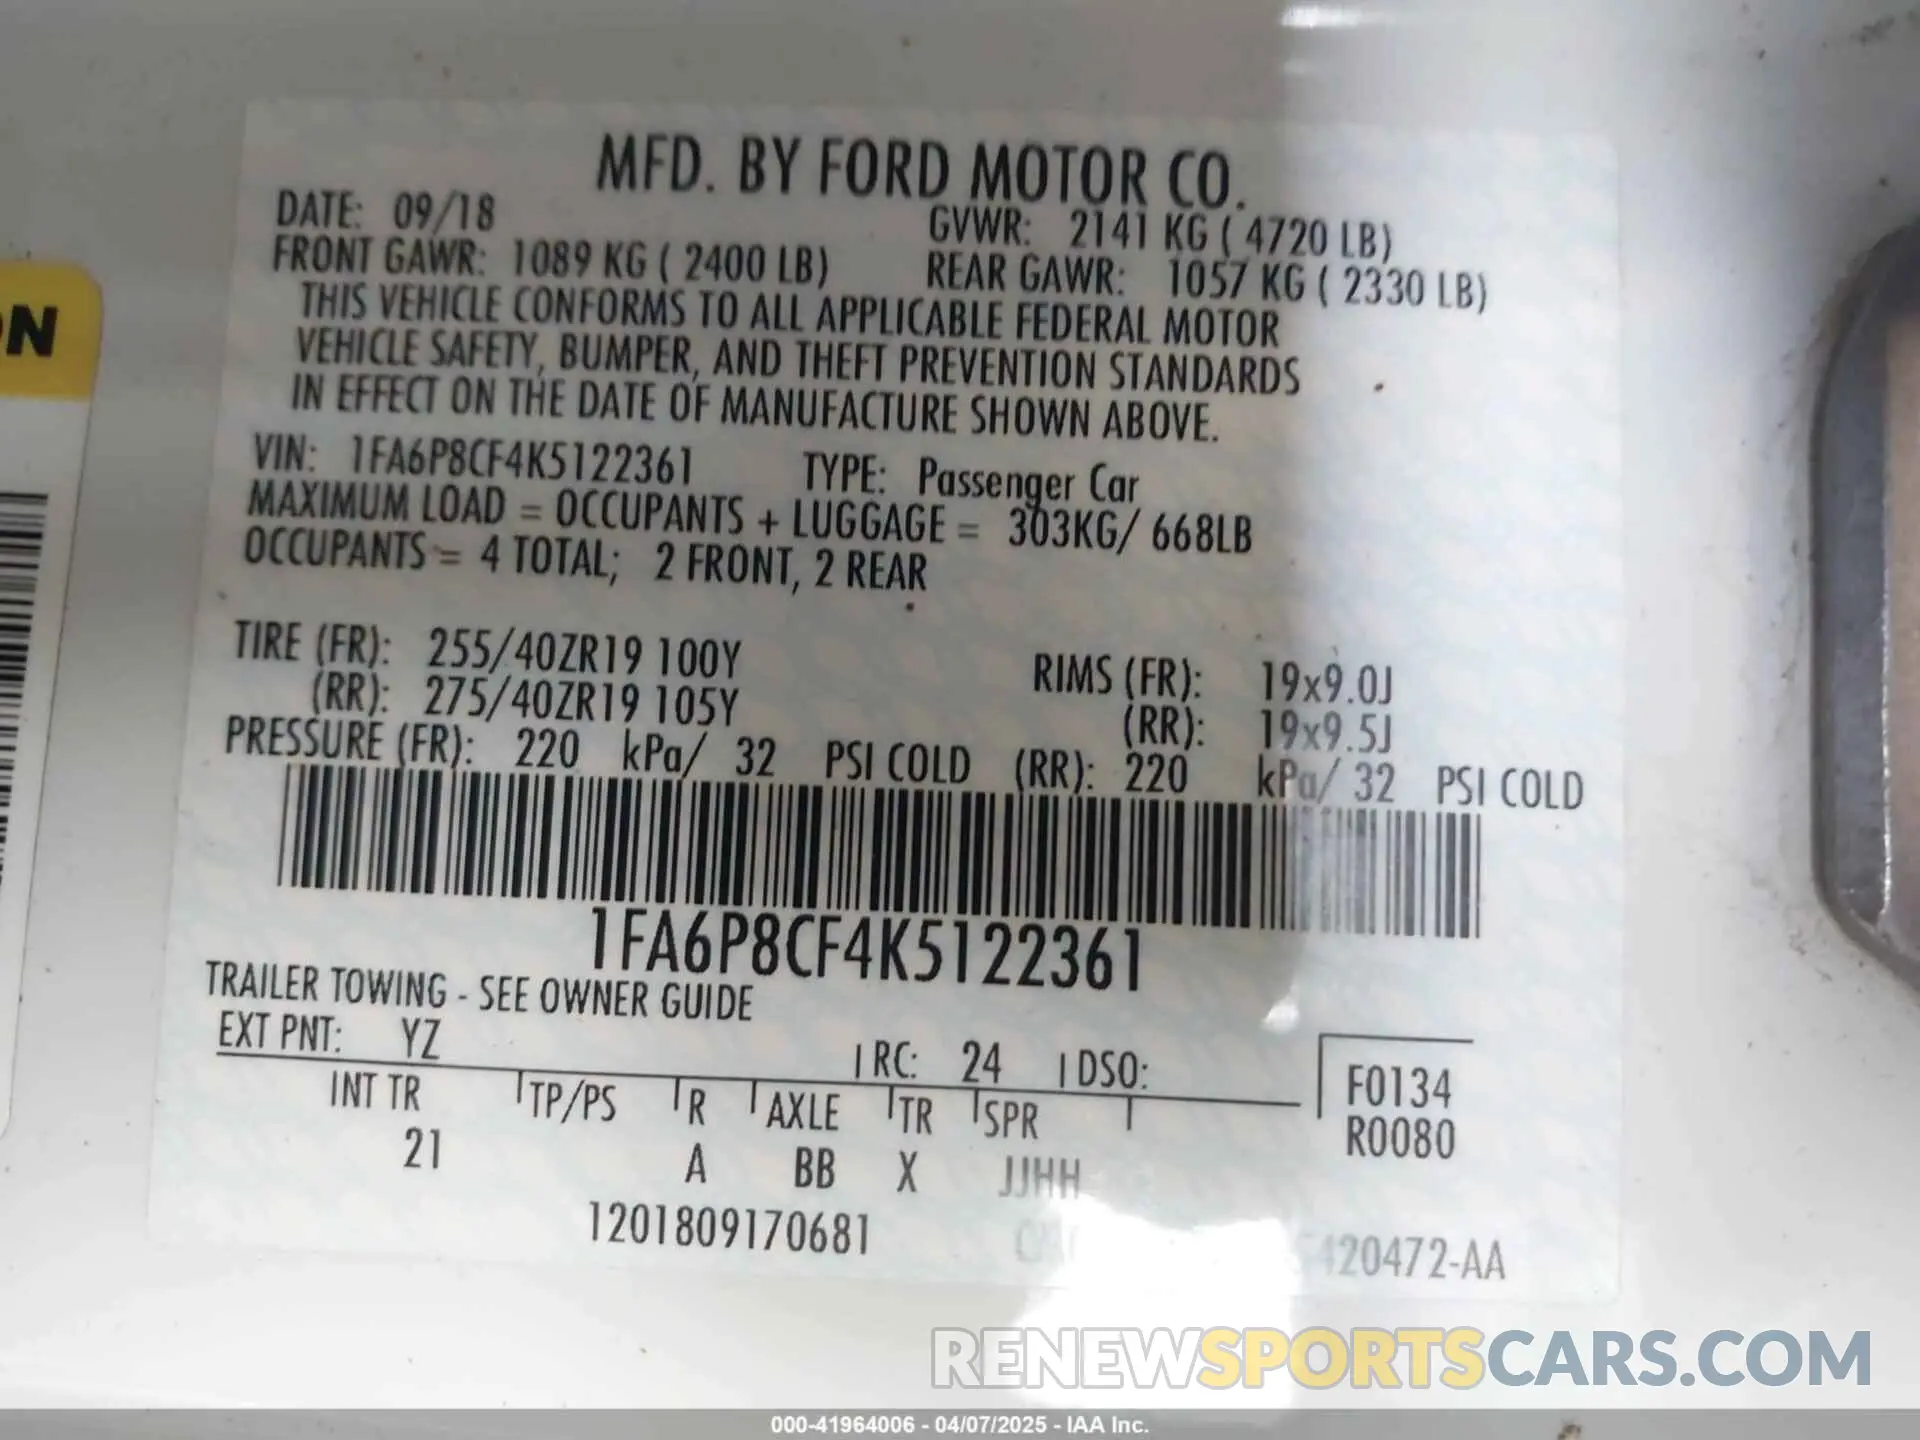 MFD. BY FORD MOTOR CO.
DATE: 09/18 GVWR: 2141 KG ( 4720 LB)
FRONT GAWR: 1089 KG ( 2400 LB) REAR GAWR: 1057 KG ( 2330 LB)
THIS VEHICLE CONFORMS TO ALL APPLICABLE FEDERAL MOTOR
VEHICLE SAFETY, BUMPER, AND THEFT PREVENTION STANDARDS
IN EFFECT ON THE DATE OF MANUFACTURE SHOWN ABOVE.
VIN: 1FA6P8CF4K5122361 TYPE: Passenger Car
MAXIMUM LOAD = OCCUPANTS + LUGGAGE = 303KG/ 668LB
OCCUPANTS = 4 TOTAL; 2 FRONT, 2 REAR
TIRE (FR): 255/40ZR19 100Y RIMS (FR): 19x9.0J
(RR): 275/40ZR19 105Y (RR): 19x9.5J
PRESSURE (FR): 220 kPa/ 32 PSI COLD (RR): 220 kPa/ 32 PSI COLD
1FA6P8CF4K5122361
TRAILER TOWING - SEE OWNER GUIDE
EXT PNT: YZ RC: 24 DSO:
INT TR TP/PS R AXLE TR SPR
21 A BB X JJHH
F0134
R0080
1201809170681
ON
RENEWSPORTSCARS.COM
000-41964006 - 04/07/2025 - IAA Inc.